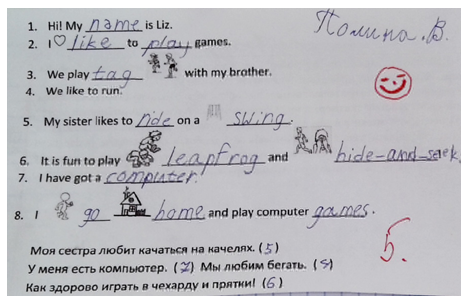 Полина. В.
1. Hi! My name is Liz.
2. I like to play games.
3. We play tag with my brother.
4. We like to run.
5. My sister likes to ride on a swing.
6. It is fun to play leapfrog and hide-and-seek.
7. I have got a computer.
8. I go home and play computer games.
Моя сестра любит качаться на качелях. (5)
У меня есть компьютер. (7) Мы любим бегать. (4)
Как здорово играть в чехарду и прятки! (6)
5.